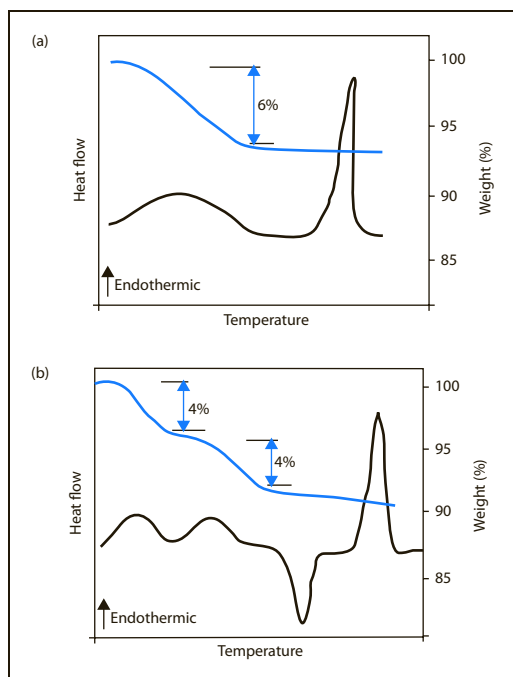 (a)
100
6%
95
90
85
Heat flow
Weight (%)
Endothermic
Temperature
(b)
100
4%
95
4%
90
85
Heat flow
Weight (%)
Endothermic
Temperature